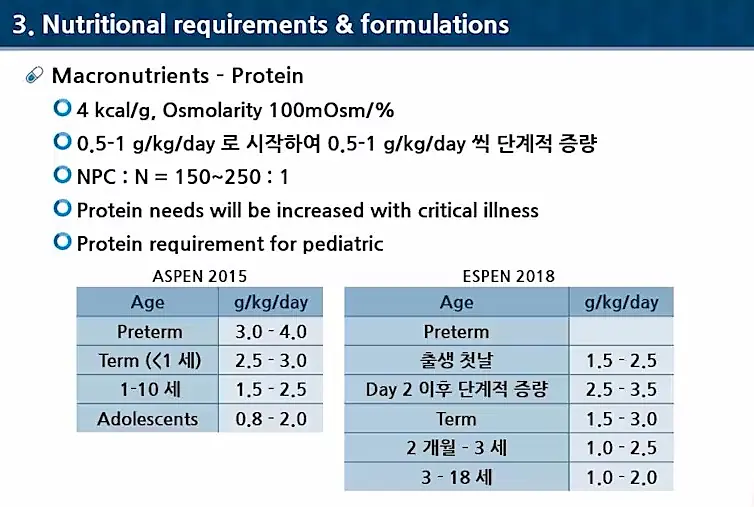 3. Nutritional requirements & formulations
Macronutrients - Protein
4 kcal/g, Osmolarity 100mOsm/%
0.5-1 g/kg/day 로 시작하여 0.5-1 g/kg/day 씩 단계적 증량
NPC : N = 150~250 : 1
Protein needs will be increased with critical illness
Protein requirement for pediatric
ASPEN 2015
Age g/kg/day
Preterm 3.0 - 4.0
Term (<1 세) 2.5 - 3.0
1-10 세 1.5 - 2.5
Adolescents 0.8 - 2.0
ESPEN 2018
Age g/kg/day
Preterm
출생 첫날 1.5 - 2.5
Day 2 이후 단계적 증량 2.5 - 3.5
Term 1.5 - 3.0
2 개월 - 3 세 1.0 - 2.5
3 - 18 세 1.0 - 2.0